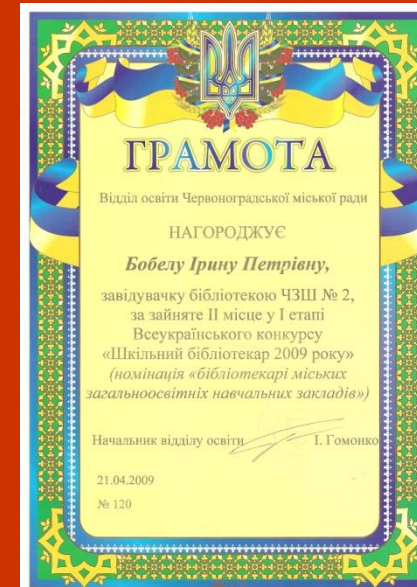 ГРАМОТА
Відділ освіти Червоноградської міської ради
НАГОРОДЖУЄ
Бобелу Ірину Петрівну,
завідувачку бібліотекою ЧЗШ № 2,
за зайняте ІІ місце у І етапі
Всеукраїнського конкурсу
«Шкільний бібліотекар 2009 року»
(номінація «бібліотекарі міських
загальноосвітніх навчальних закладів»)
Начальник відділу освіти І. Гомонко
21.04.2009
№ 120